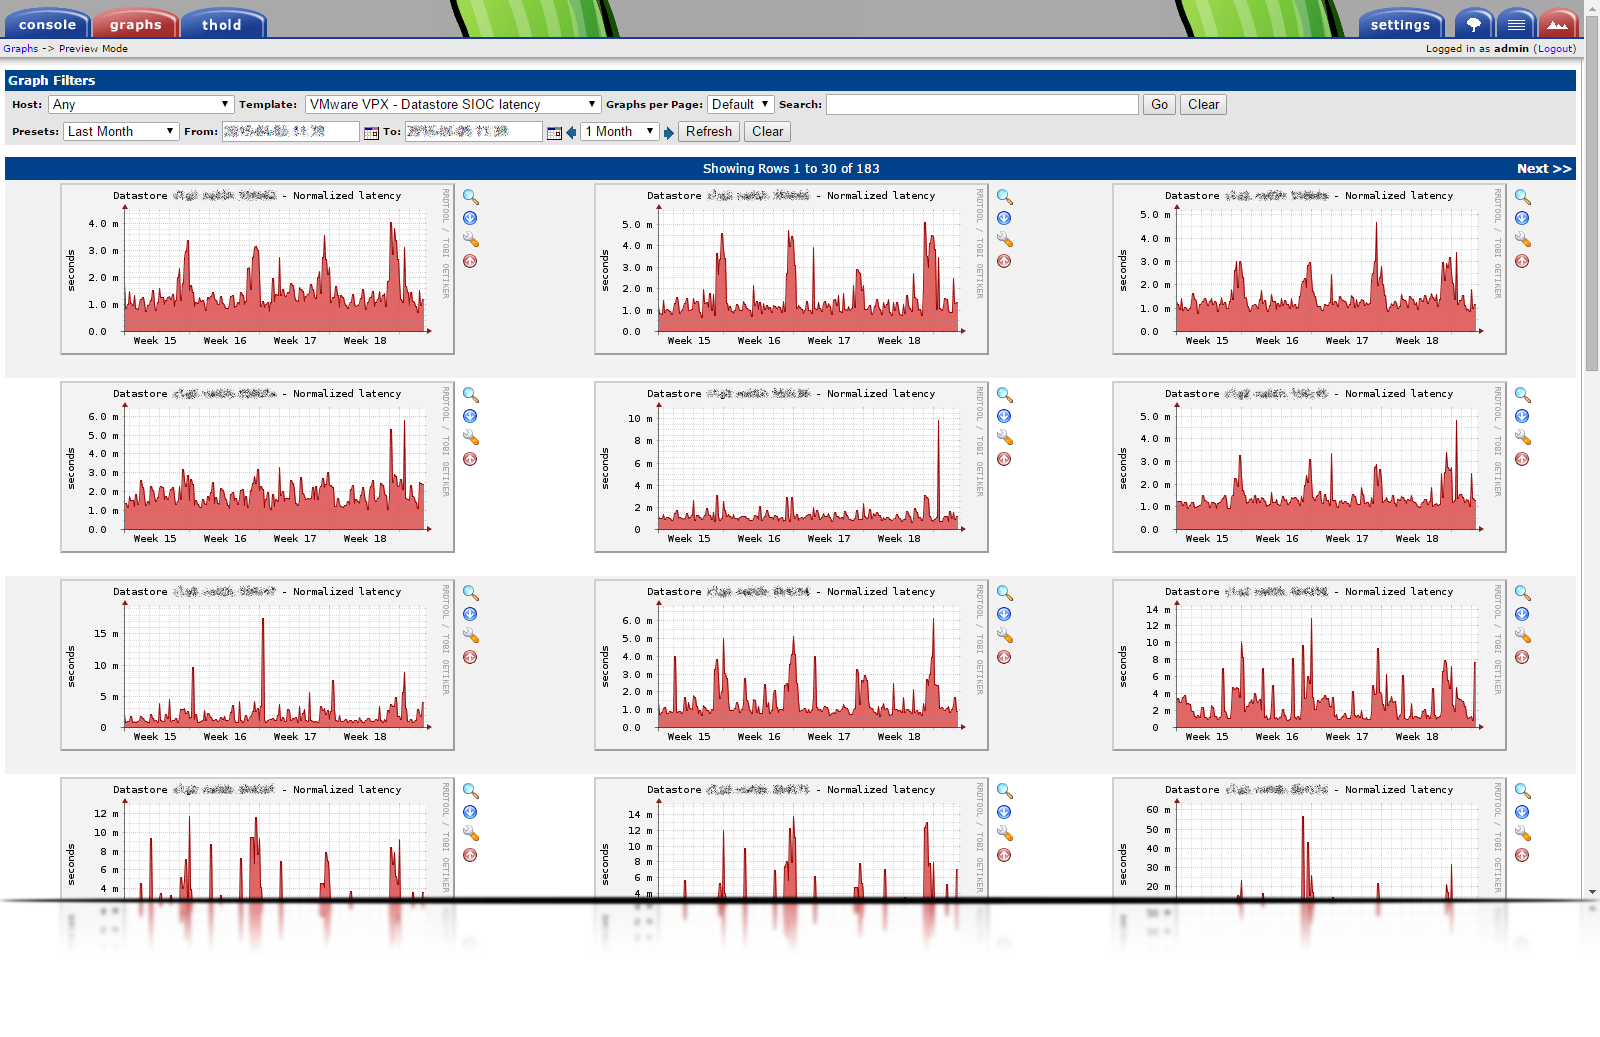 console graphs thold settings
Graphs -> Preview Mode Logged in as admin (Logout)
Graph Filters
Host: Any Template: VMware VPX - Datastore SIOC latency Graphs per Page: Default Search: Go Clear
Presets: Last Month From: To: 1 Month Refresh Clear
Showing Rows 1 to 30 of 183 Next >>
Datastore - Normalized latency
RRDTOOL / TOBI OETIKER
seconds
4.0 m
3.0 m
2.0 m
1.0 m
0.0
Week 15 Week 16 Week 17 Week 18
Datastore - Normalized latency
RRDTOOL / TOBI OETIKER
seconds
5.0 m
4.0 m
3.0 m
2.0 m
1.0 m
0.0
Week 15 Week 16 Week 17 Week 18
Datastore - Normalized latency
RRDTOOL / TOBI OETIKER
seconds
5.0 m
4.0 m
3.0 m
2.0 m
1.0 m
0.0
Week 15 Week 16 Week 17 Week 18
Datastore - Normalized latency
RRDTOOL / TOBI OETIKER
seconds
6.0 m
5.0 m
4.0 m
3.0 m
2.0 m
1.0 m
0.0
Week 15 Week 16 Week 17 Week 18
Datastore - Normalized latency
RRDTOOL / TOBI OETIKER
seconds
10 m
8 m
6 m
4 m
2 m
0
Week 15 Week 16 Week 17 Week 18
Datastore - Normalized latency
RRDTOOL / TOBI OETIKER
seconds
5.0 m
4.0 m
3.0 m
2.0 m
1.0 m
0.0
Week 15 Week 16 Week 17 Week 18
Datastore - Normalized latency
RRDTOOL / TOBI OETIKER
seconds
15 m
10 m
5 m
0
Week 15 Week 16 Week 17 Week 18
Datastore - Normalized latency
RRDTOOL / TOBI OETIKER
seconds
6.0 m
5.0 m
4.0 m
3.0 m
2.0 m
1.0 m
0.0
Week 15 Week 16 Week 17 Week 18
Datastore - Normalized latency
RRDTOOL / TOBI OETIKER
seconds
14 m
12 m
10 m
8 m
6 m
4 m
2 m
0
Week 15 Week 16 Week 17 Week 18
Datastore - Normalized latency
RRDTOOL / TOBI OETIKER
seconds
12 m
10 m
8 m
6 m
4 m
Datastore - Normalized latency
RRDTOOL / TOBI OETIKER
seconds
14 m
12 m
10 m
8 m
6 m
4 m
Datastore - Normalized latency
RRDTOOL / TOBI OETIKER
seconds
60 m
50 m
40 m
30 m
20 m